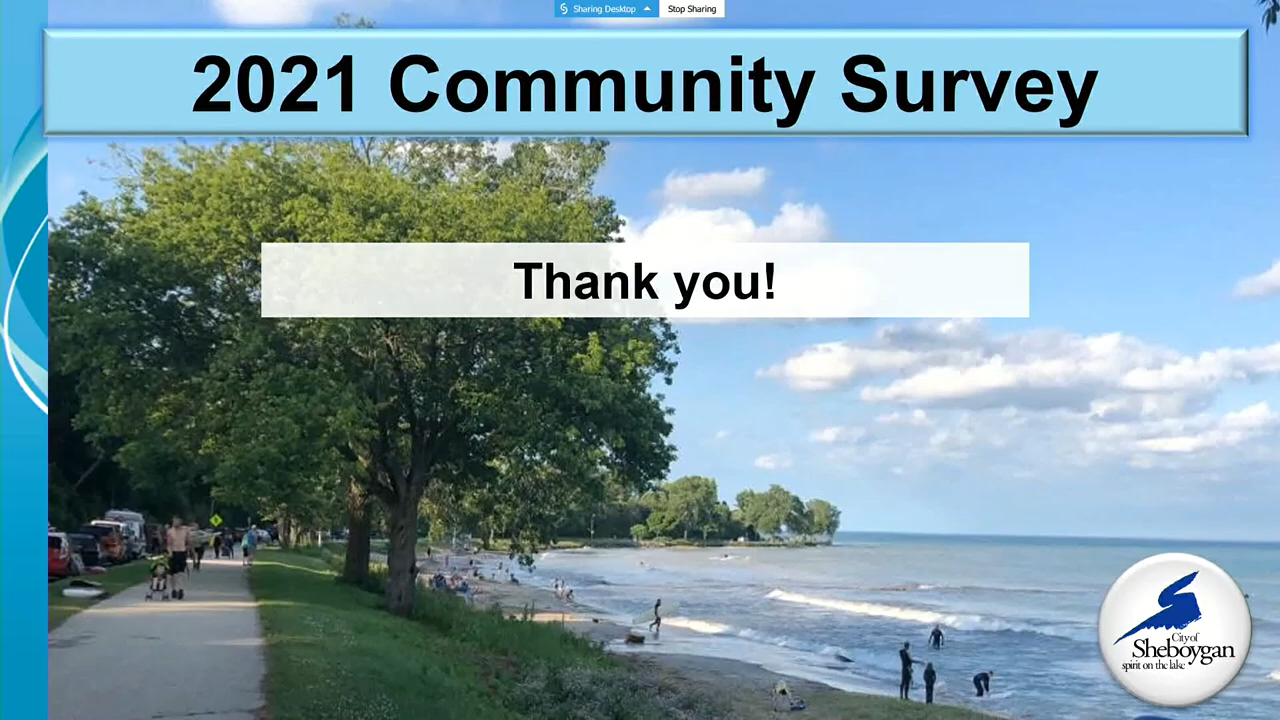 Sharing Desktop Stop Sharing
2021 Community Survey
Thank you!
City of
Sheboygan
spirit on the lake